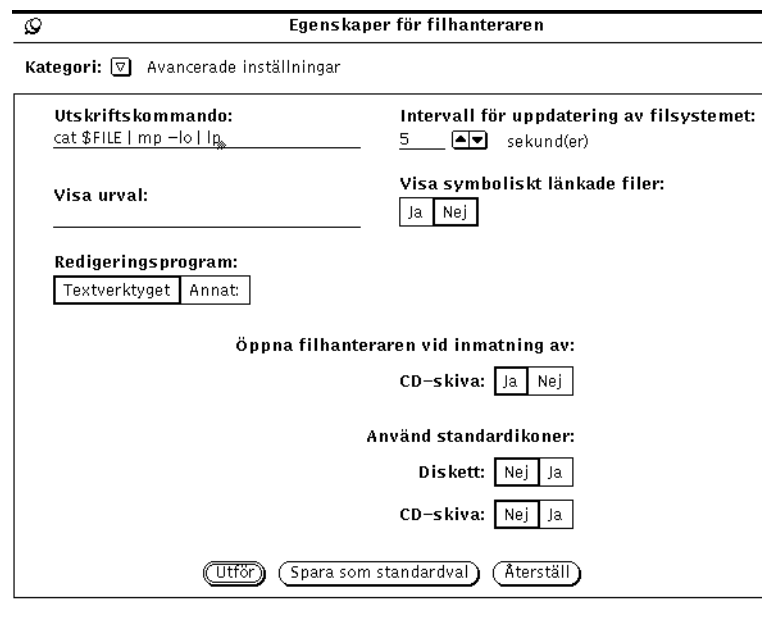 Egenskaper för filhanteraren
Kategori: Avancerade inställningar
Utskriftskommando:
cat $FILE | mp –lo | lp
Intervall för uppdatering av filsystemet:
5 sekund(er)
Visa urval:
Visa symboliskt länkade filer:
Ja Nej
Redigeringsprogram:
Textverktyget Annat:
Öppna filhanteraren vid inmatning av:
CD–skiva: Ja Nej
Använd standardikoner:
Diskett: Nej Ja
CD–skiva: Nej Ja
Utför Spara som standardval Återställ